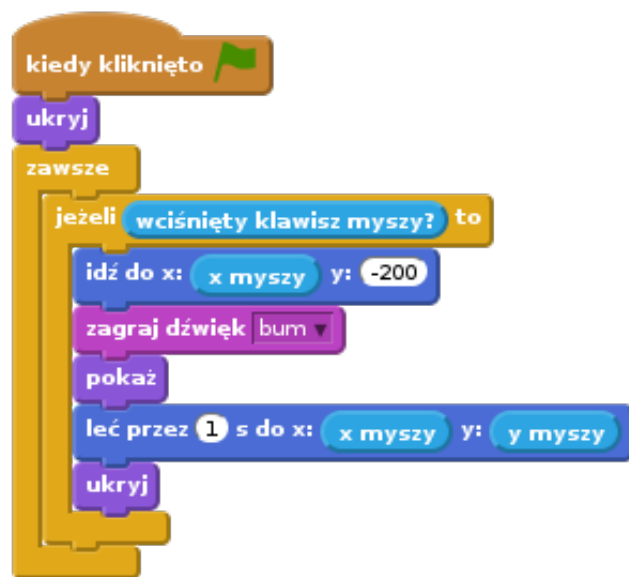 kiedy kliknięto
ukryj
zawsze
jeżeli wciśnięty klawisz myszy? to
idź do x: x myszy y: -200
zagraj dźwięk bum
pokaż
leć przez 1 s do x: x myszy y: y myszy
ukryj